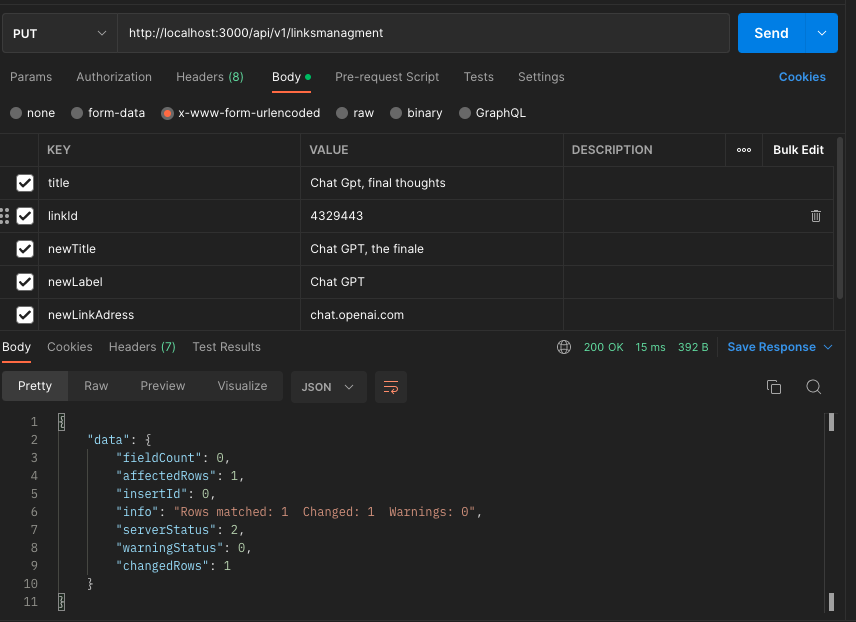 PUT http://localhost:3000/api/v1/linksmanagment Send
Params Authorization Headers (8) Body Pre-request Script Tests Settings Cookies
none form-data x-www-form-urlencoded raw binary GraphQL
KEY VALUE DESCRIPTION Bulk Edit
title Chat Gpt, final thoughts
linkId 4329443
newTitle Chat GPT, the finale
newLabel Chat GPT
newLinkAdress chat.openai.com
Body Cookies Headers (7) Test Results 200 OK 15 ms 392 B Save Response
Pretty Raw Preview Visualize JSON
1 {
2 "data": {
3 "fieldCount": 0,
4 "affectedRows": 1,
5 "insertId": 0,
6 "info": "Rows matched: 1  Changed: 1  Warnings: 0",
7 "serverStatus": 2,
8 "warningStatus": 0,
9 "changedRows": 1
10 }
11 }